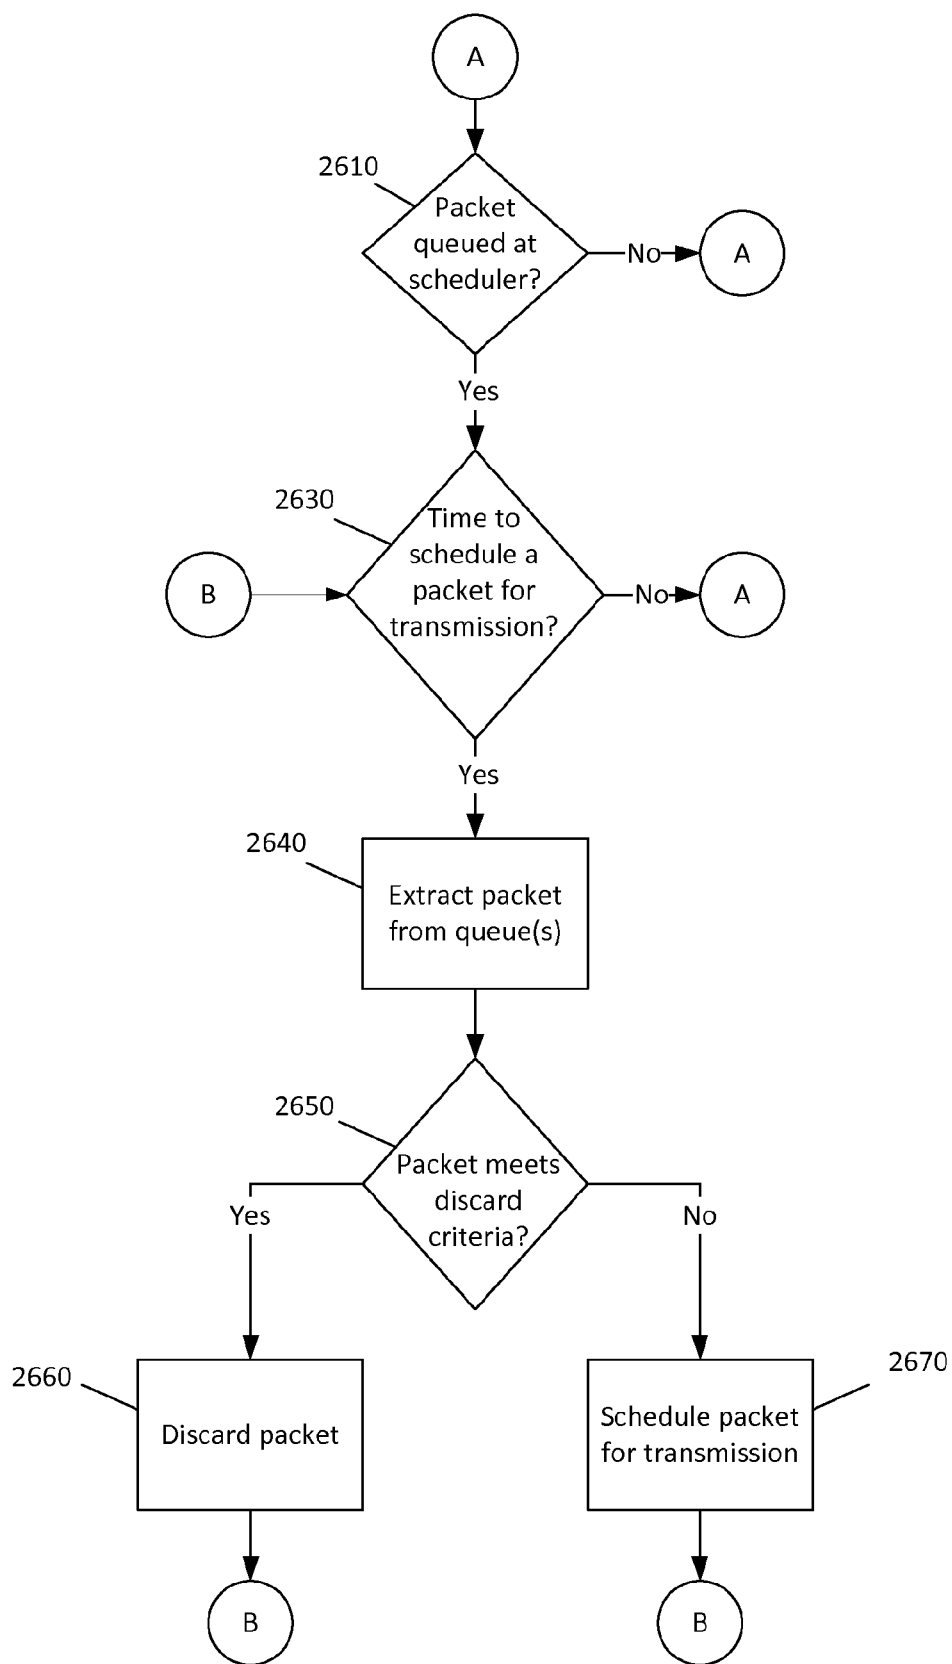 A
2610
Packet
queued at
scheduler?
No
A
Yes
2630
Time to
schedule a
packet for
transmission?
B
No
A
Yes
2640
Extract packet
from queue(s)
2650
Packet meets
discard
criteria?
Yes
No
2660
Discard packet
2670
Schedule packet
for transmission
B
B